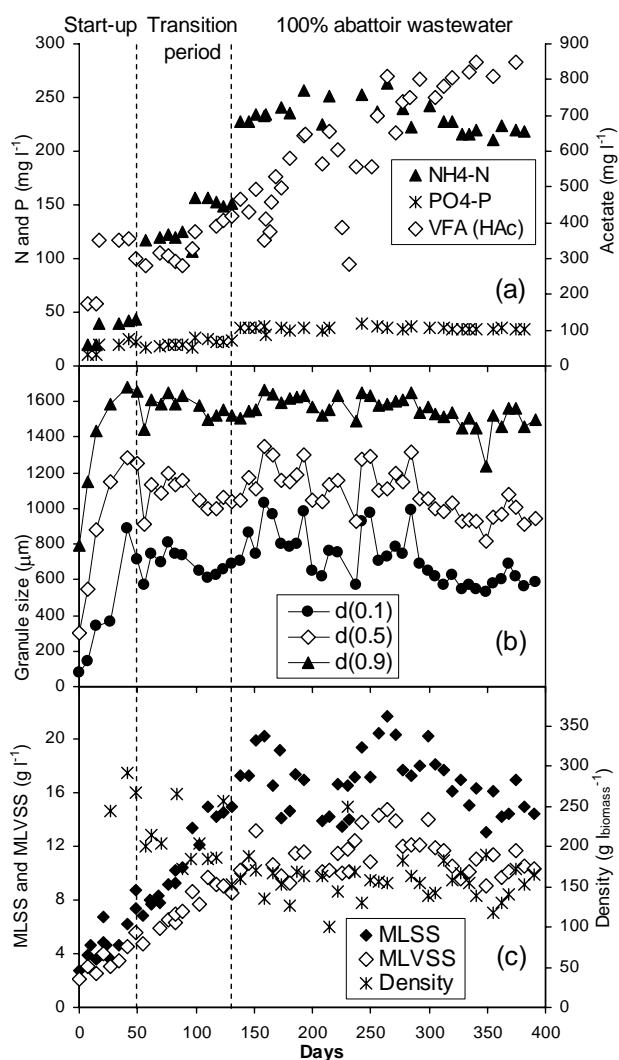 Start-up Transition period 100% abattoir wastewater
N and P (mg l-1)
300
250
200
150
100
50
0
900
800
700
600
500
400
300
200
100
0
Acetate (mg l-1)
NH4-N
PO4-P
VFA (HAc)
(a)
Granule size (μm)
1600
1400
1200
1000
800
600
400
200
0
d(0.1)
d(0.5)
d(0.9)
(b)
MLSS and MLVSS (g l-1)
20
16
12
8
4
0
350
300
250
200
150
100
50
0
Density (g lbiomass-1)
MLSS
MLVSS
Density
(c)
0 50 100 150 200 250 300 350 400
Days